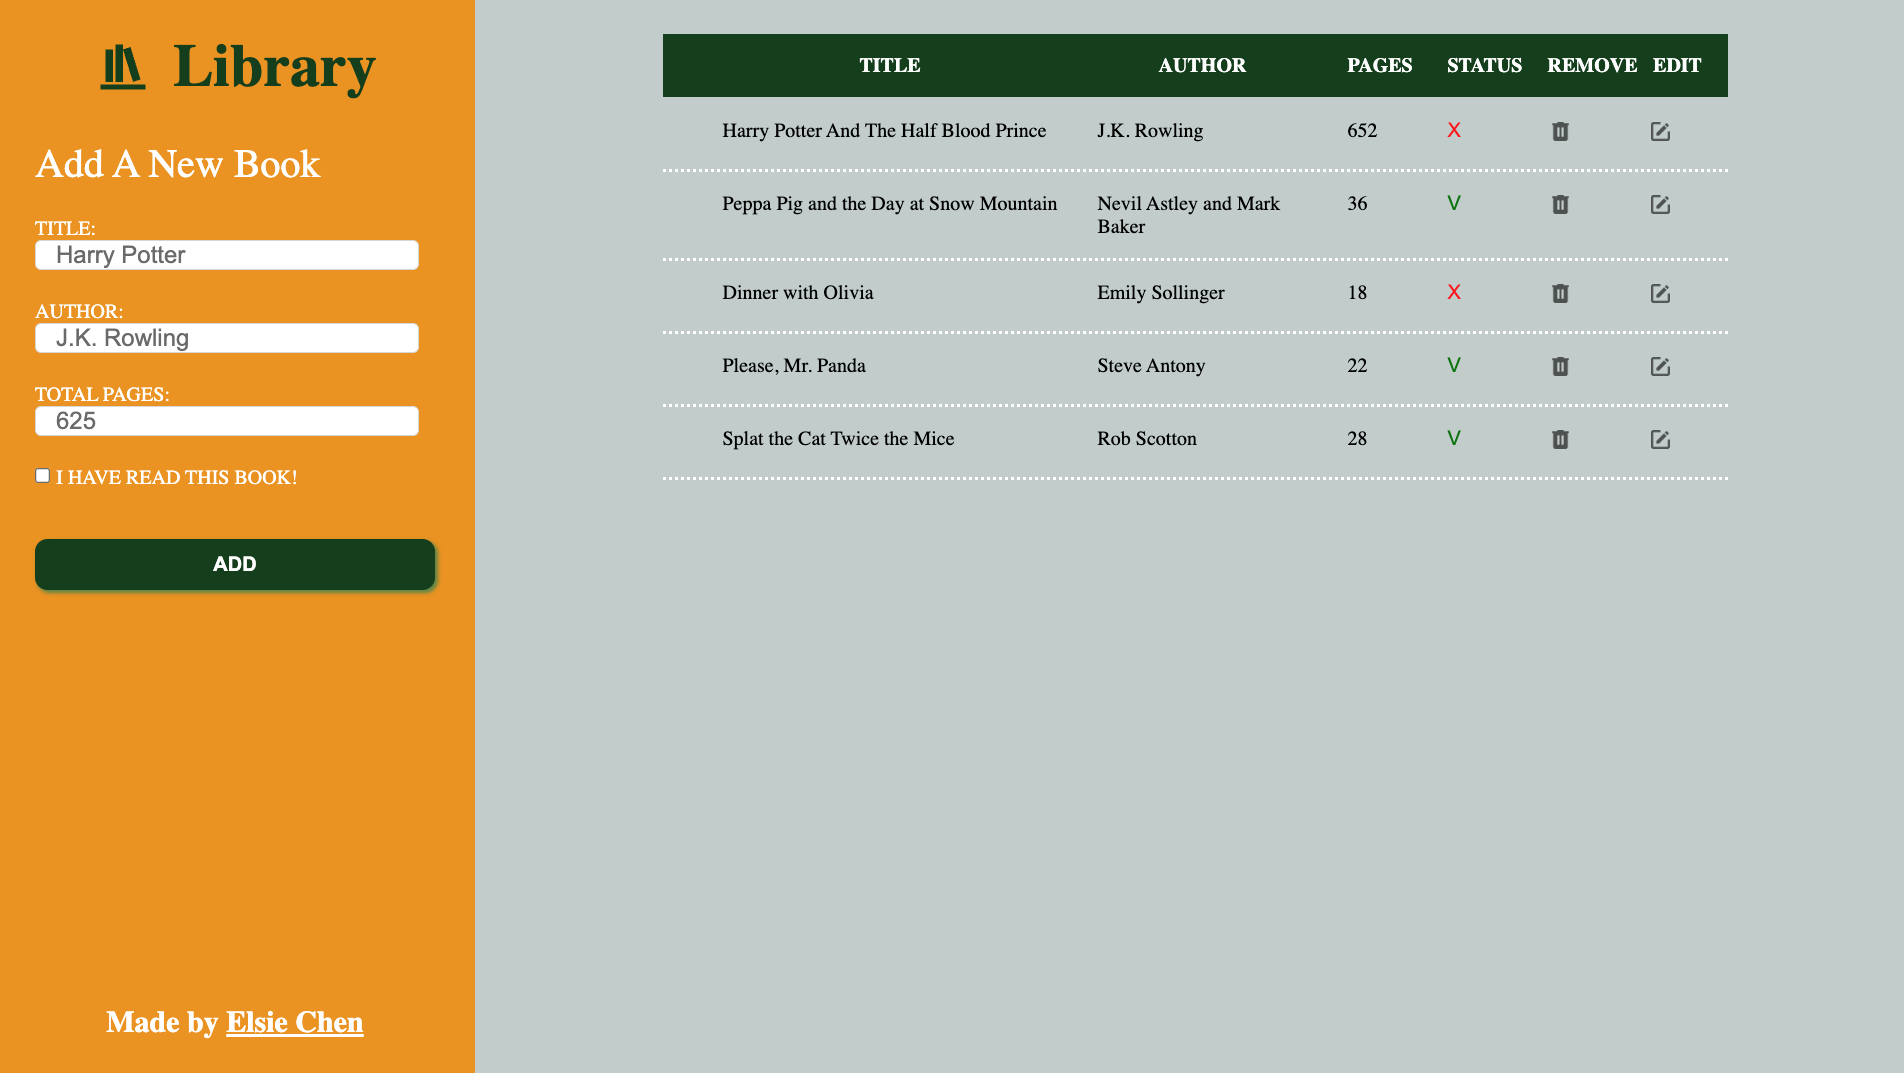 Library
Add A New Book
TITLE:
Harry Potter
AUTHOR:
J.K. Rowling
TOTAL PAGES:
625
I HAVE READ THIS BOOK!
ADD
Made by Elsie Chen
TITLE AUTHOR PAGES STATUS REMOVE EDIT
Harry Potter And The Half Blood Prince J.K. Rowling 652 X
Peppa Pig and the Day at Snow Mountain Nevil Astley and Mark 36 V
Baker
Dinner with Olivia Emily Sollinger 18 X
Please, Mr. Panda Steve Antony 22 V
Splat the Cat Twice the Mice Rob Scotton 28 V